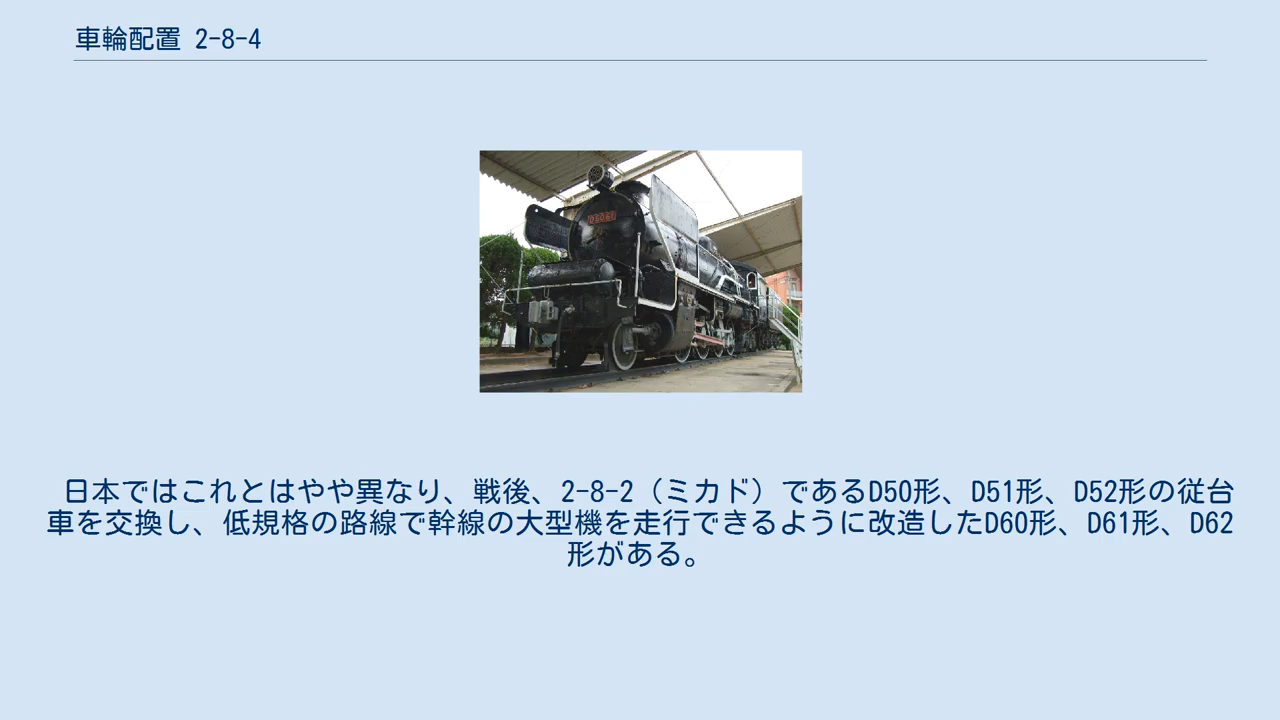 車輪配置 2-8-4
日本ではこれとはやや異なり、戦後、2-8-2（ミカド）であるD50形、D51形、D52形の従台
車を交換し、低規格の路線で幹線の大型機を走行できるように改造したD60形、D61形、D62
形がある。